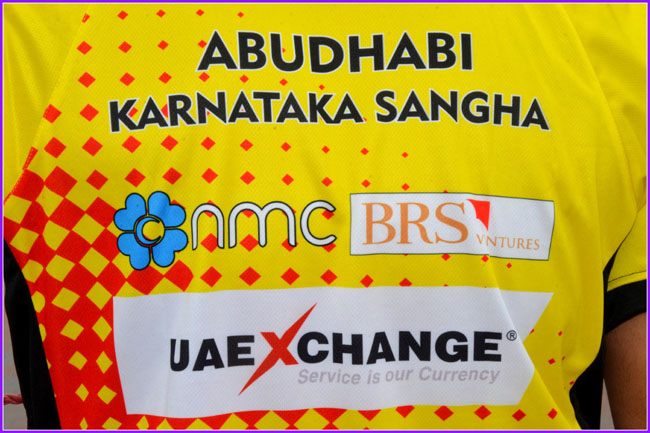 ABUDHABI
KARNATAKA SANGHA
nmc
BRS VENTURES
UAEXCHANGE®
Service is our Currency